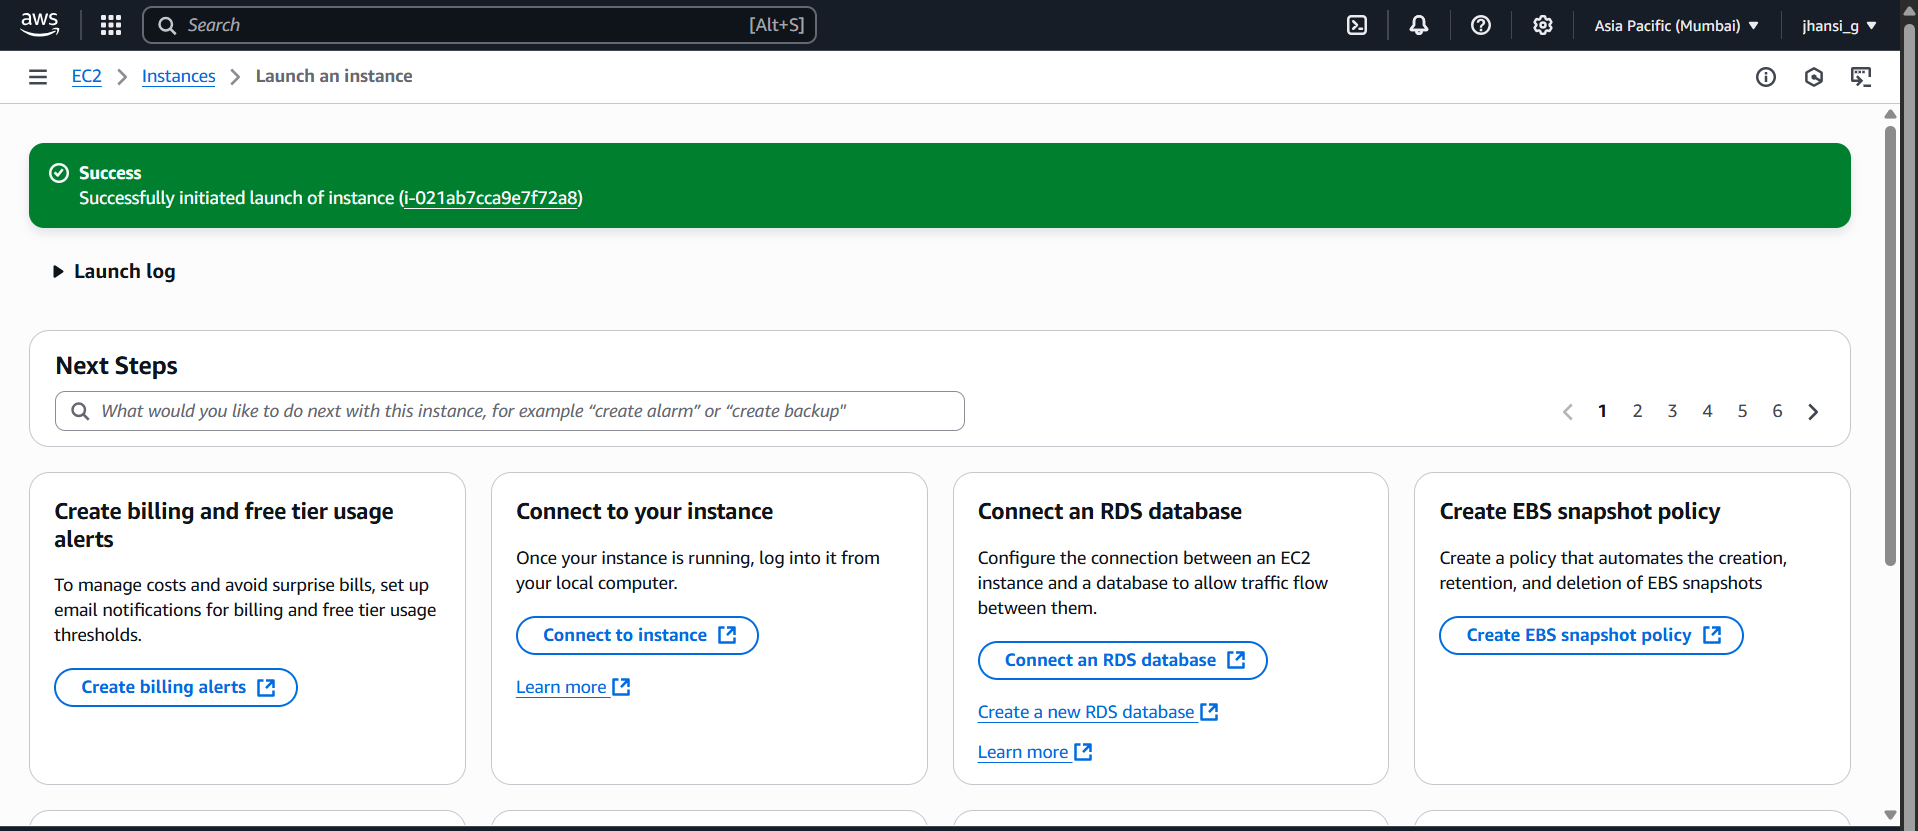 aws
Search
[Alt+S]
Asia Pacific (Mumbai)
jhansi_g
EC2
Instances
Launch an instance
Success
Successfully initiated launch of instance (i-021ab7cca9e7f72a8)
Launch log
Next Steps
What would you like to do next with this instance, for example “create alarm” or “create backup"
1 2 3 4 5 6
Create billing and free tier usage
alerts
To manage costs and avoid surprise bills, set up
email notifications for billing and free tier usage
thresholds.
Create billing alerts
Connect to your instance
Once your instance is running, log into it from
your local computer.
Connect to instance
Learn more
Connect an RDS database
Configure the connection between an EC2
instance and a database to allow traffic flow
between them.
Connect an RDS database
Create a new RDS database
Learn more
Create EBS snapshot policy
Create a policy that automates the creation,
retention, and deletion of EBS snapshots
Create EBS snapshot policy